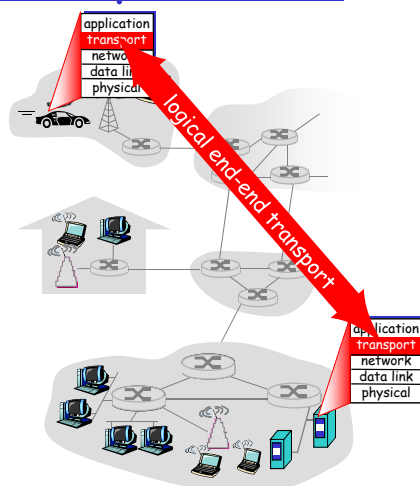 application
transport
network
data link
physical
logical end-end transport
application
transport
network
data link
physical